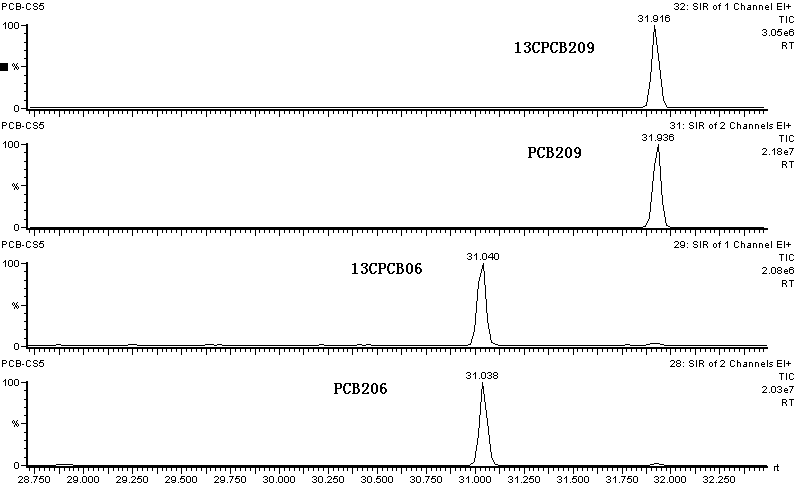 PCB-CS5
32: SIR of 1 Channel EI+
TIC
3.05e6
RT
31.916
100
%
0
13CPCB209
PCB-CS5
31: SIR of 2 Channels EI+
TIC
2.18e7
RT
31.936
100
%
0
PCB209
PCB-CS5
29: SIR of 1 Channel EI+
TIC
2.08e6
RT
31.040
100
%
0
13CPCB06
PCB-CS5
28: SIR of 2 Channels EI+
TIC
2.03e7
RT
31.038
100
%
0
PCB206
rt
28.750 29.000 29.250 29.500 29.750 30.000 30.250 30.500 30.750 31.000 31.250 31.500 31.750 32.000 32.250